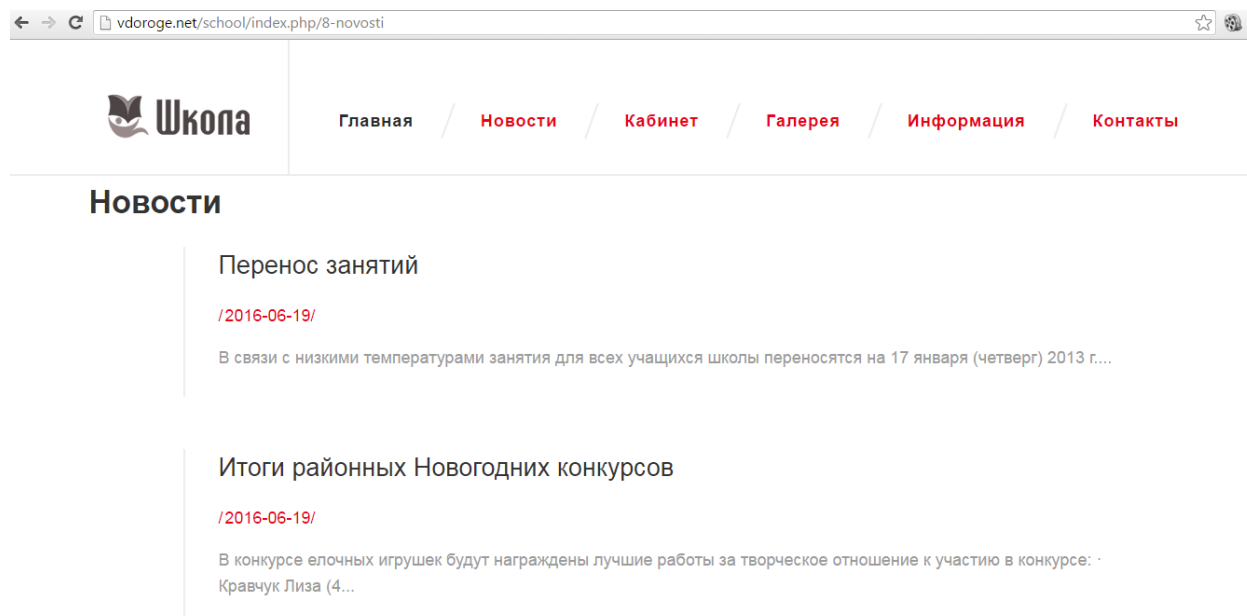 vdoroge.net/school/index.php/8-novosti
Школа
Главная / Новости / Кабинет / Галерея / Информация / Контакты
Новости
Перенос занятий
/2016-06-19/
В связи с низкими температурами занятия для всех учащихся школы переносятся на 17 января (четверг) 2013 г....
Итоги районных Новогодних конкурсов
/2016-06-19/
В конкурсе елочных игрушек будут награждены лучшие работы за творческое отношение к участию в конкурсе: ·
Кравчук Лиза (4...